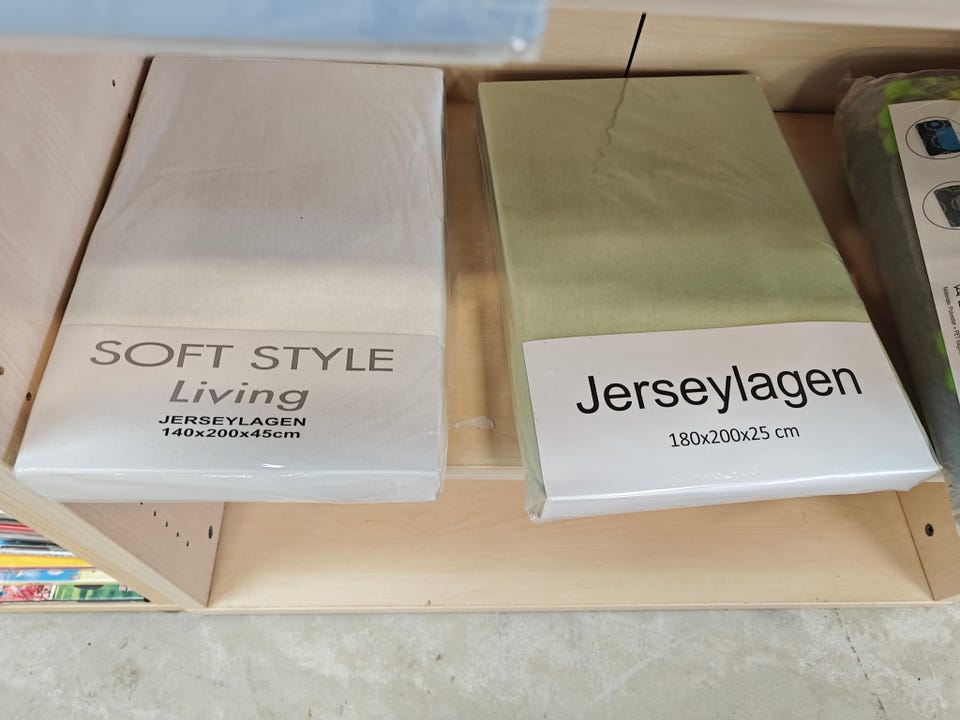 SOFT STYLE
Living
JERSEYLAGEN
140x200x45cm
Jerseylagen
180x200x25 cm